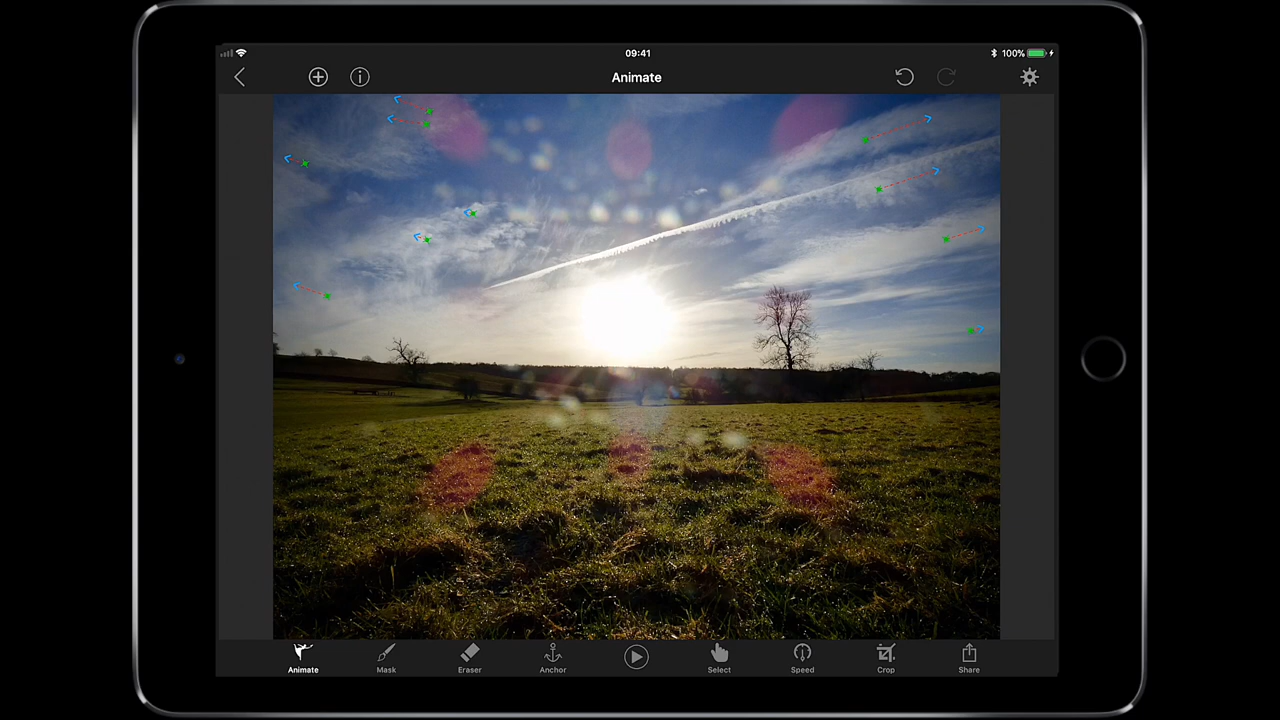 09:41
100%
Animate
Animate
Mask
Eraser
Anchor
Select
Speed
Crop
Share